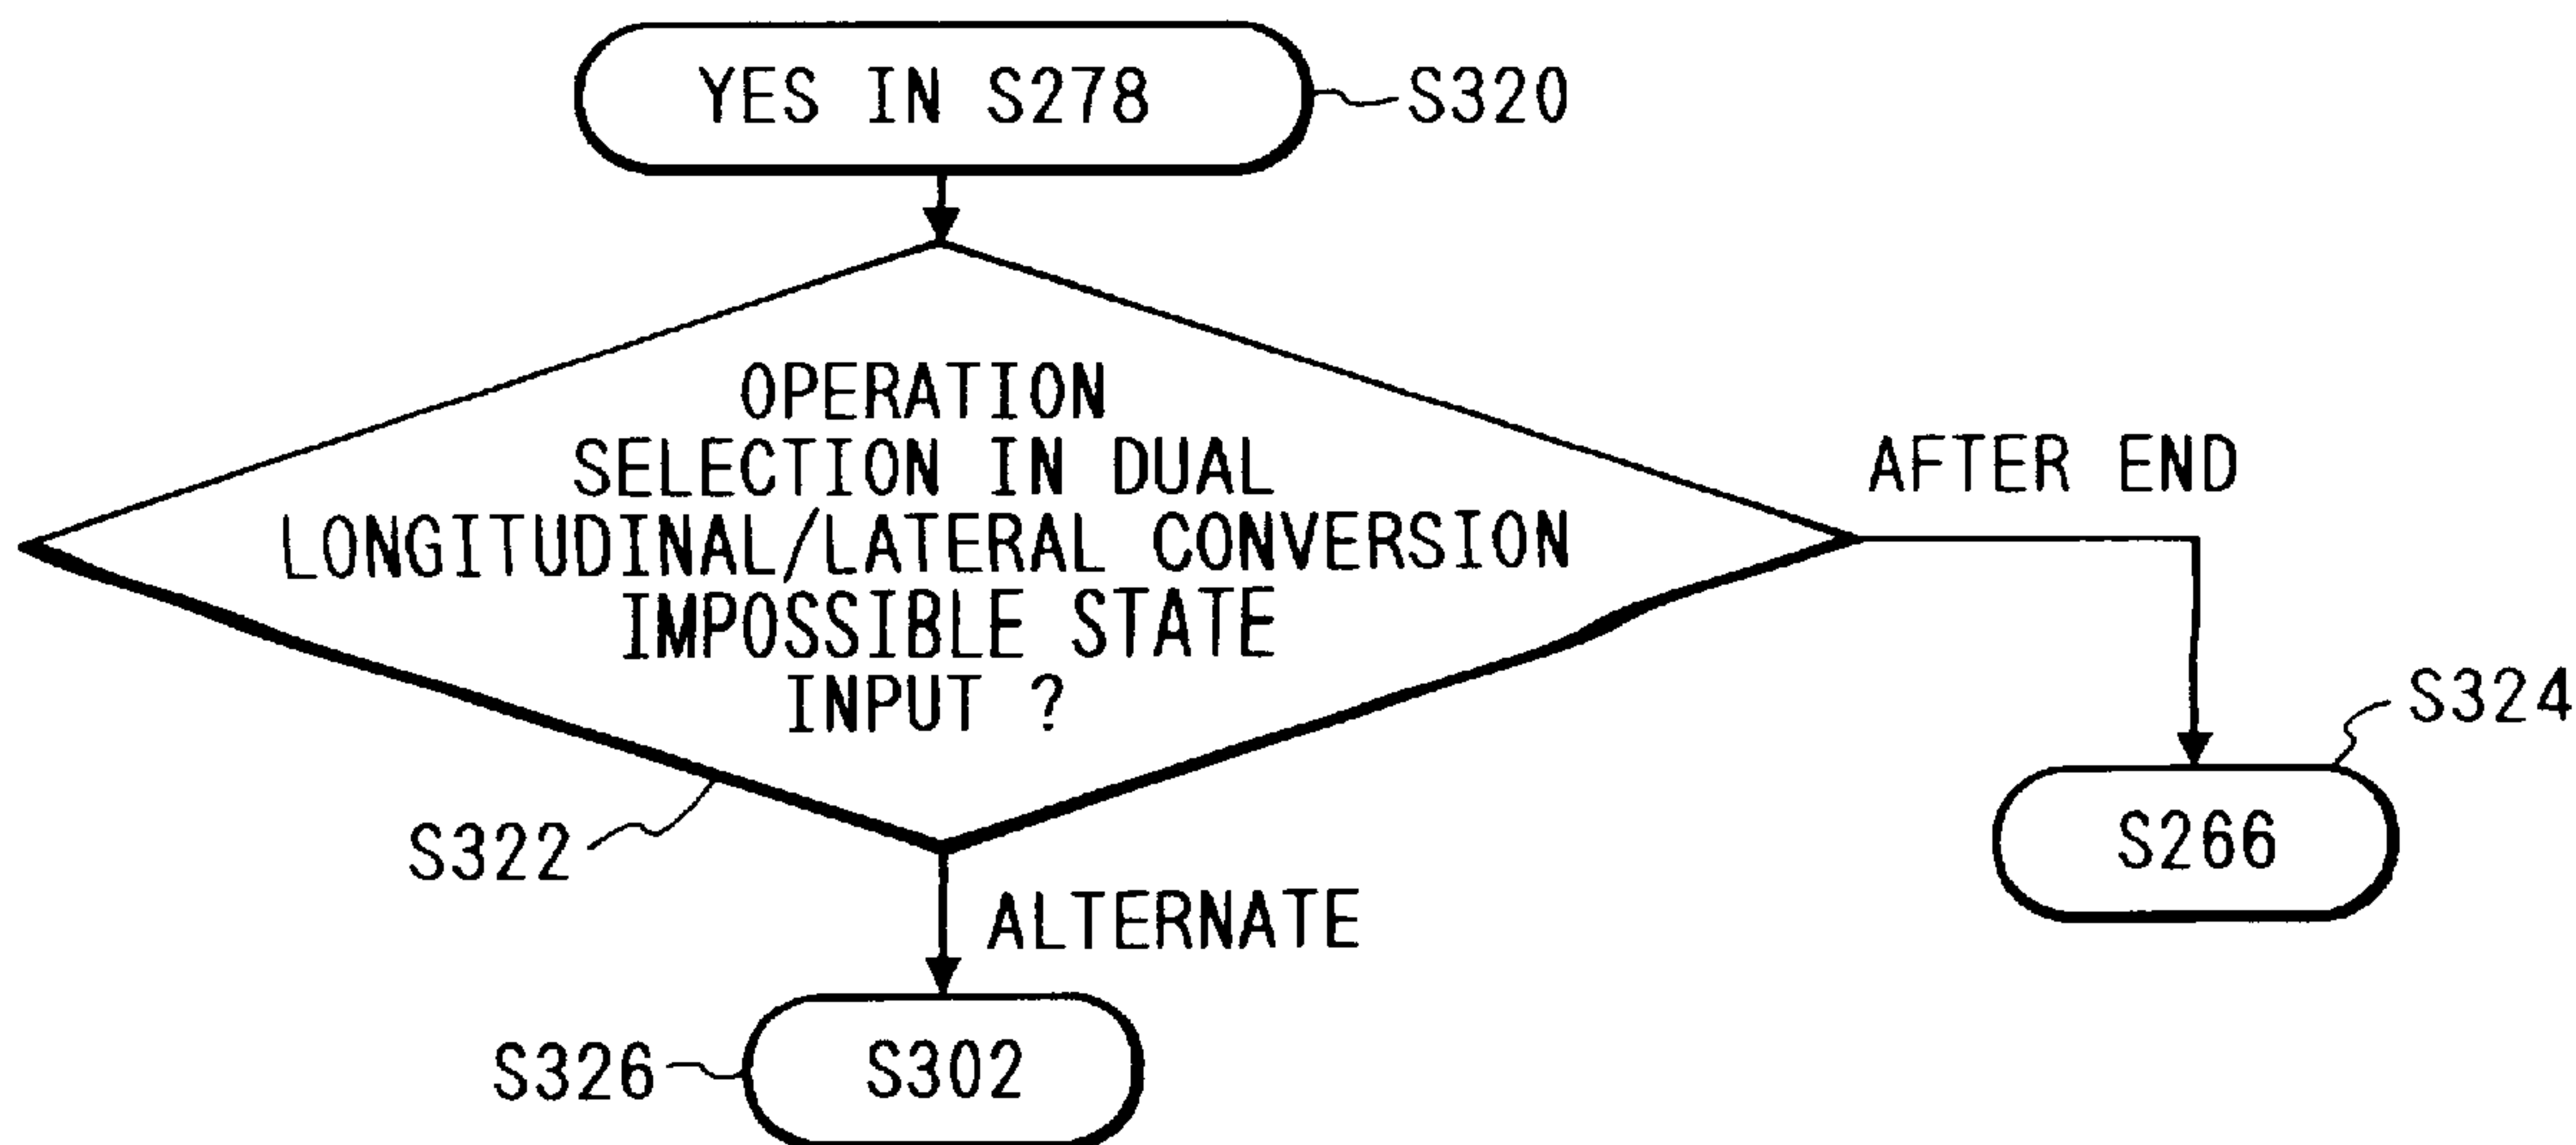 YES IN S278
S320
OPERATION
SELECTION IN DUAL
LONGITUDINAL/LATERAL CONVERSION
IMPOSSIBLE STATE
INPUT ?
AFTER END
S324
S266
S322
ALTERNATE
S326
S302